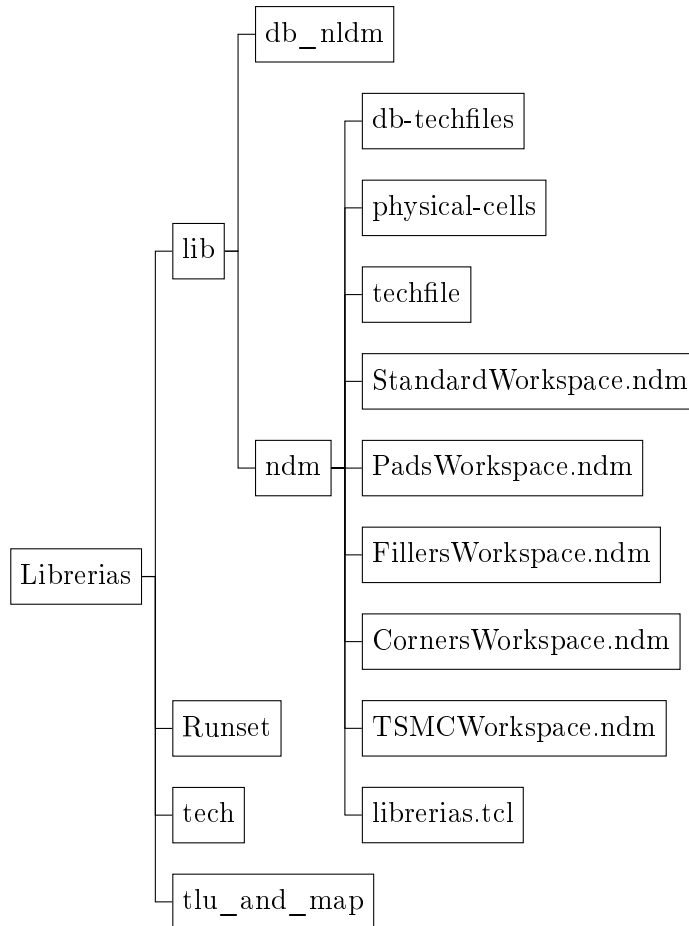 db_nldm
db-techfiles
physical-cells
lib
techfile
StandardWorkspace.ndm
ndm
PadsWorkspace.ndm
FillersWorkspace.ndm
Librerias
CornersWorkspace.ndm
Runset
TSMCWorkspace.ndm
tech
librerias.tcl
tlu_and_map